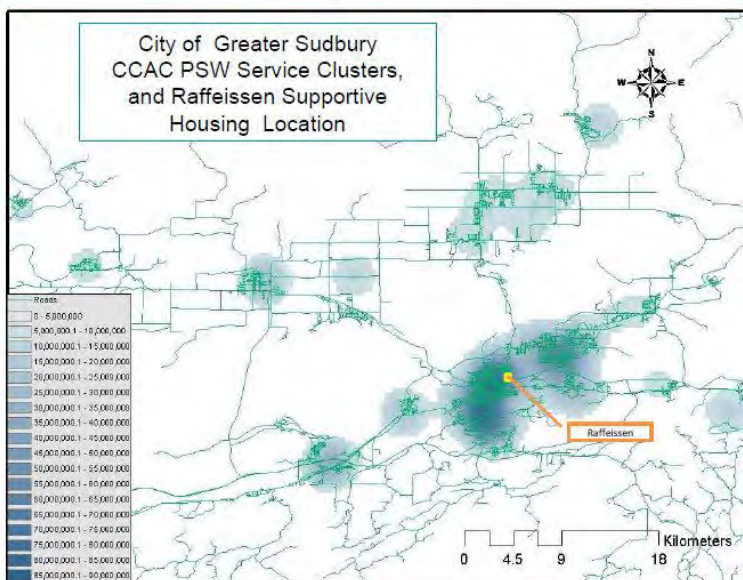 City of Greater Sudbury
CCAC PSW Service Clusters,
and Raffeissen Supportive
Housing Location
N
W E
S
Roads
0 - 5,000,000
5,000,000.1 - 10,000,000
10,000,000.1 - 15,000,000
15,000,000.1 - 20,000,000
20,000,000.1 - 25,000,000
25,000,000.1 - 30,000,000
30,000,000.1 - 35,000,000
35,000,000.1 - 40,000,000
40,000,000.1 - 45,000,000
45,000,000.1 - 50,000,000
50,000,000.1 - 55,000,000
55,000,000.1 - 60,000,000
60,000,000.1 - 65,000,000
65,000,000.1 - 70,000,000
70,000,000.1 - 75,000,000
75,000,000.1 - 80,000,000
80,000,000.1 - 85,000,000
85,000,000.1 - 90,000,000
Raffeissen
Kilometers
0 4.5 9 18